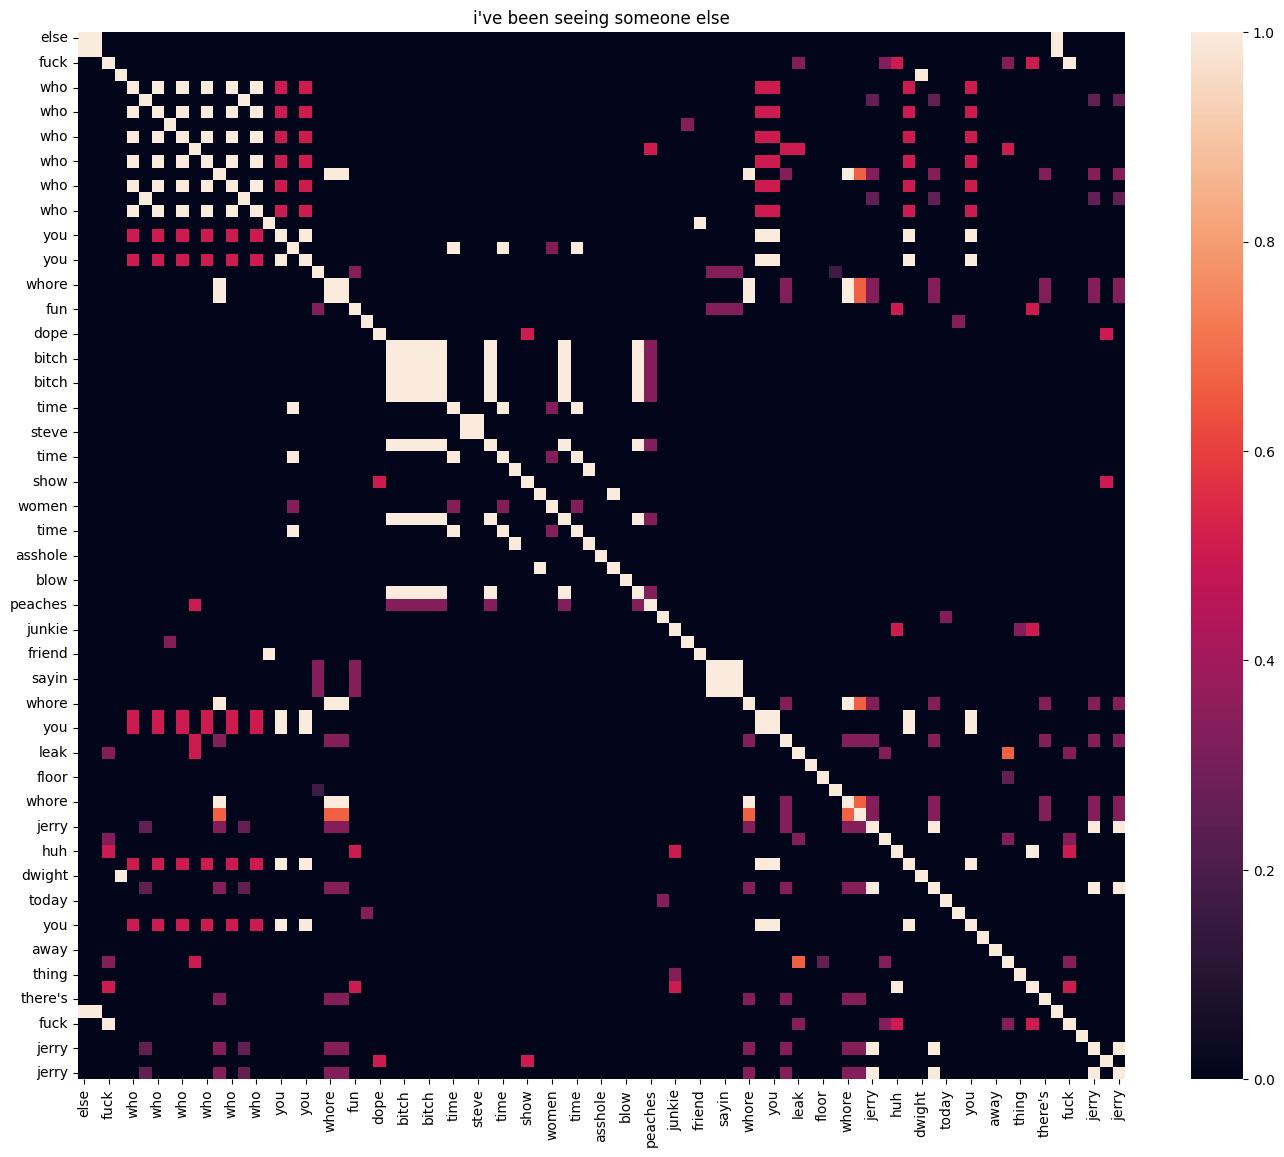 i've been seeing someone else
else
fuck
who
who
who
who
who
who
you
you
whore
fun
dope
bitch
bitch
time
steve
time
show
women
time
asshole
blow
peaches
junkie
friend
sayin
whore
you
leak
floor
whore
jerry
huh
dwight
today
you
away
thing
there's
fuck
jerry
jerry
else
fuck
who
who
who
who
who
who
you
you
whore
fun
dope
bitch
bitch
time
steve
time
show
women
time
asshole
blow
peaches
junkie
friend
sayin
whore
you
leak
floor
whore
jerry
huh
dwight
today
you
away
thing
there's
fuck
jerry
jerry
1.0
0.8
0.6
0.4
0.2
0.0